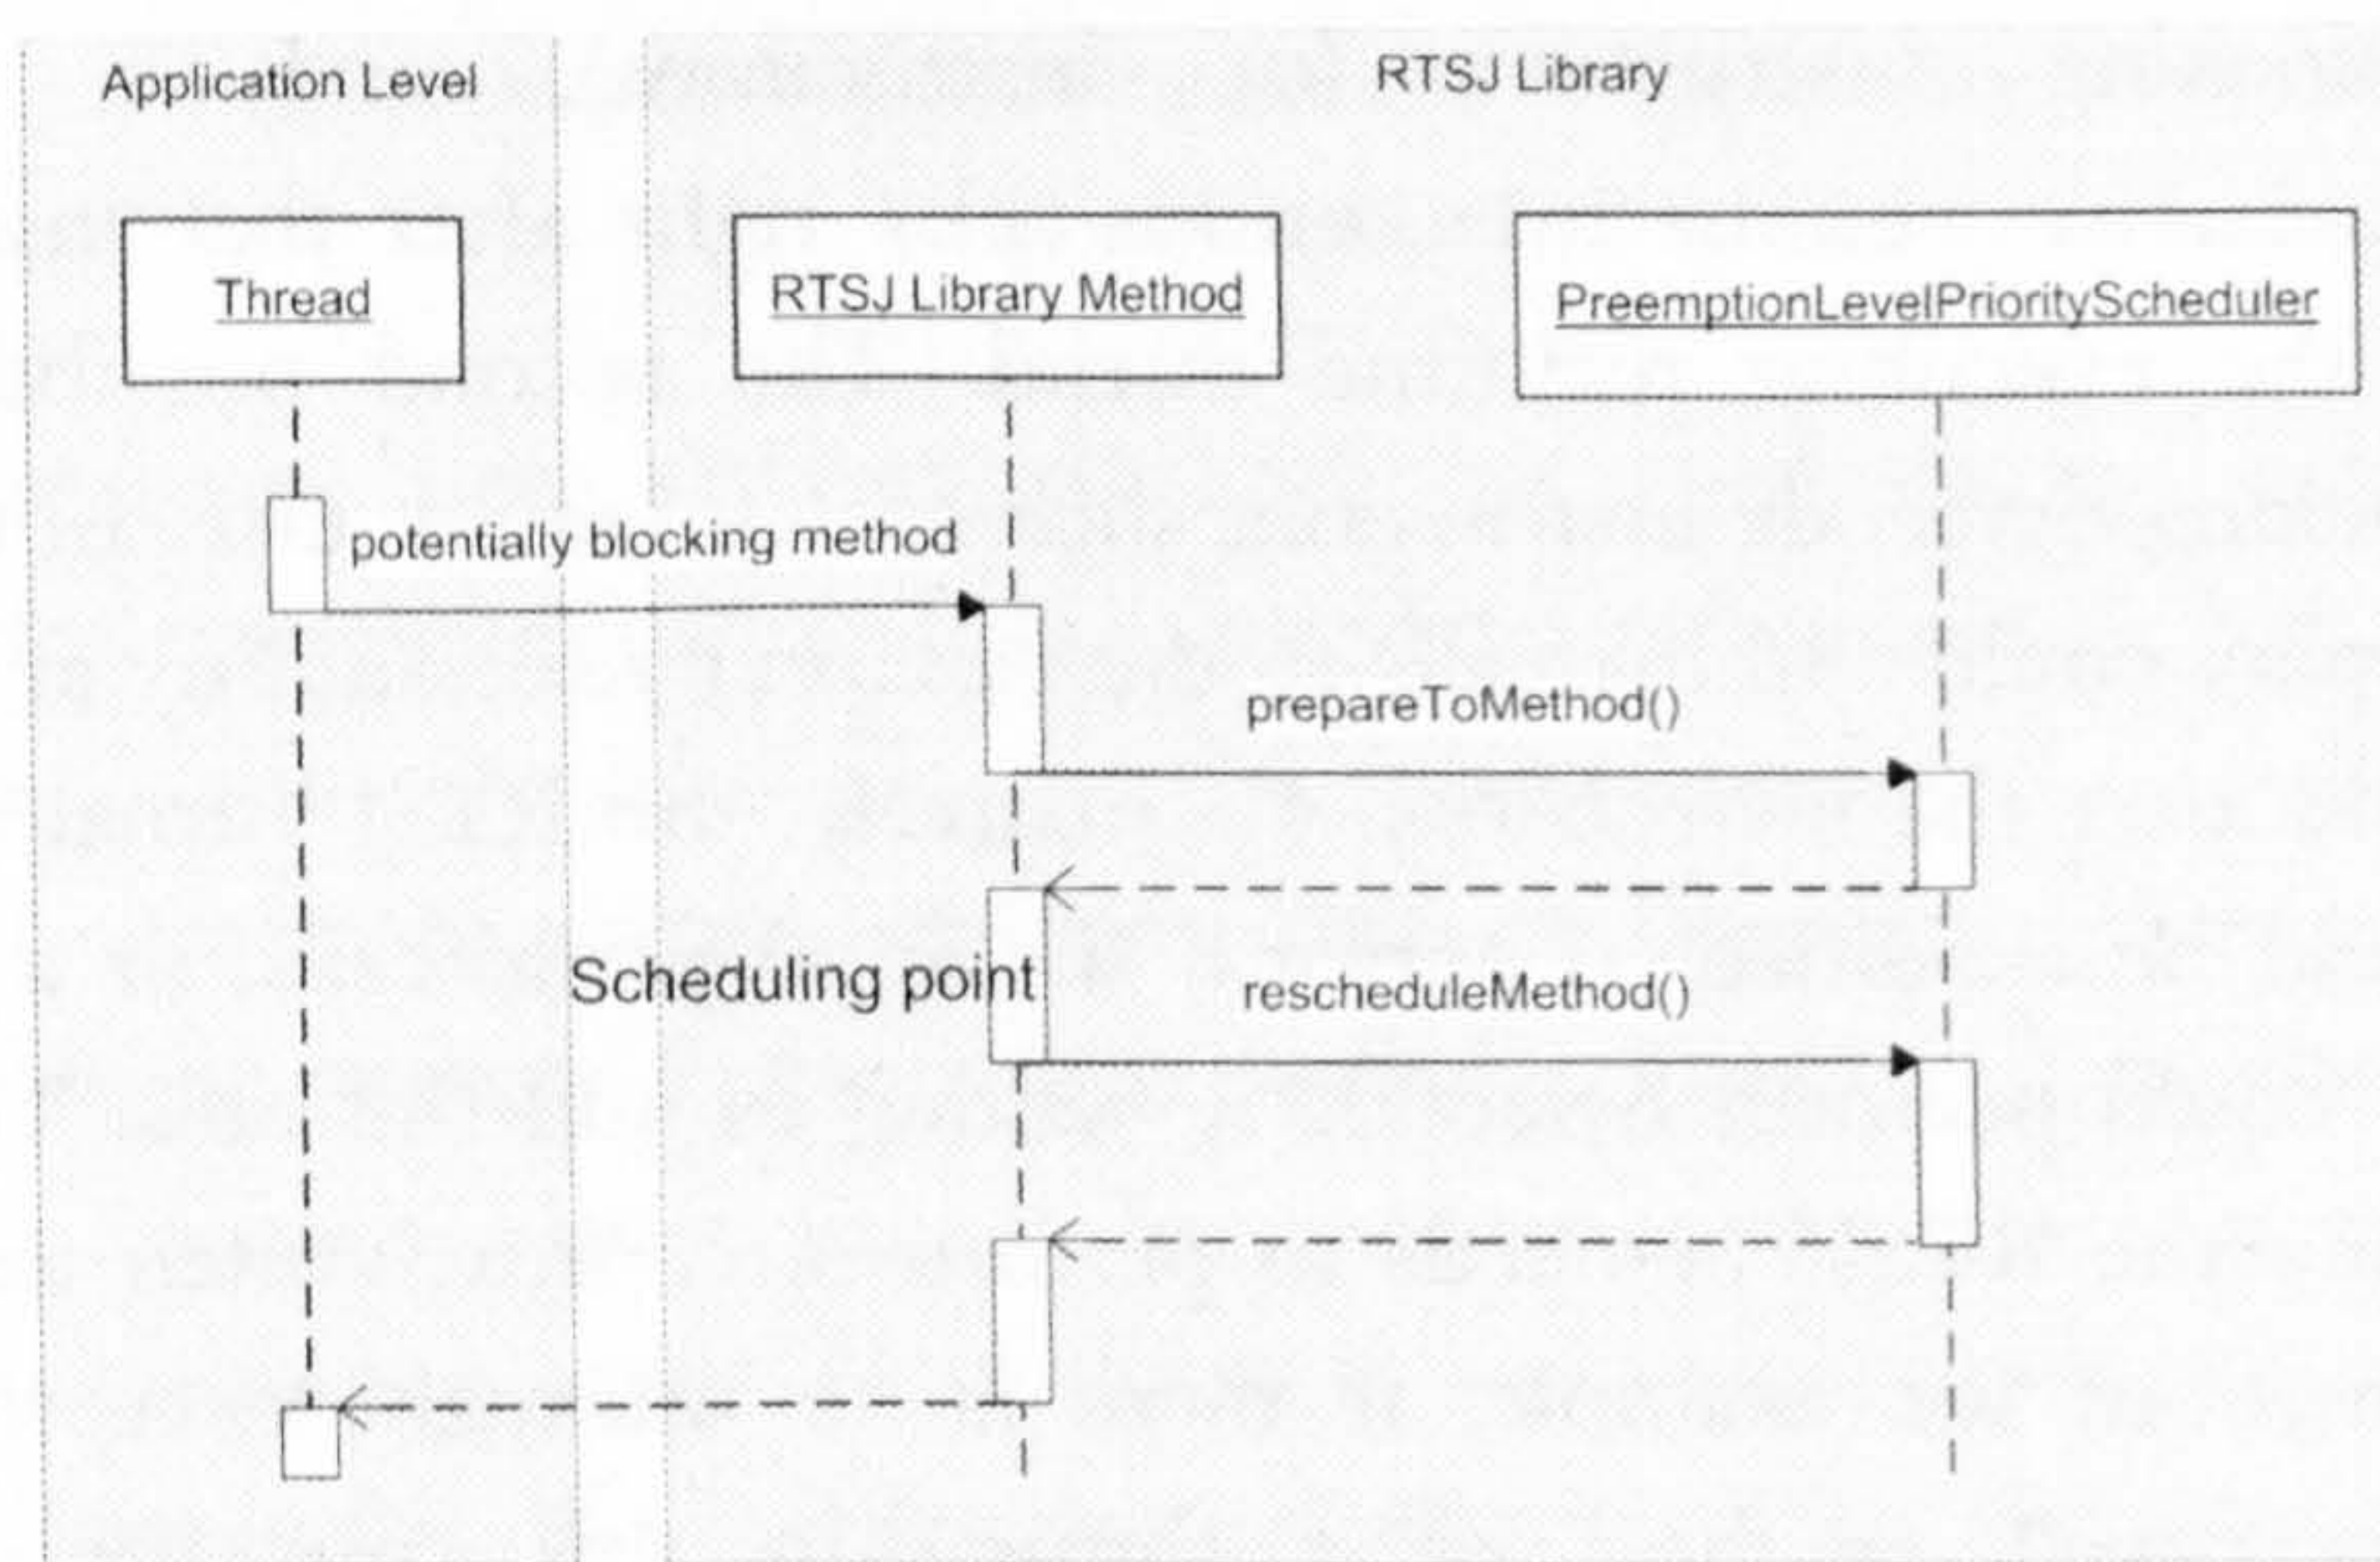 Application Level
RTSJ Library
Thread
RTSJ Library Method
PreemptionLevelPriorityScheduler
potentially blocking method
prepareToMethod()
Scheduling point
rescheduleMethod()